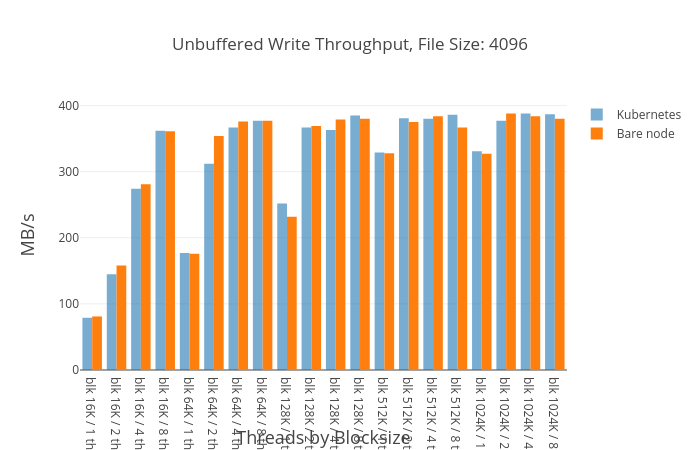 Unbuffered Write Throughput, File Size: 4096
Kubernetes
Bare node
MB/s
400
300
200
100
0
blk 16K / 1 th
blk 16K / 2 th
blk 16K / 4 th
blk 16K / 8 th
blk 64K / 1 th
blk 64K / 2 th
blk 64K / 4 th
blk 64K / 8 th
blk 128K / 1 t
blk 128K / 2 t
blk 128K / 4 t
blk 128K / 8 t
blk 512K / 1 t
blk 512K / 2 t
blk 512K / 4 t
blk 512K / 8 t
blk 1024K / 1
blk 1024K / 2
blk 1024K / 4
blk 1024K / 8
Threads by Blocksize